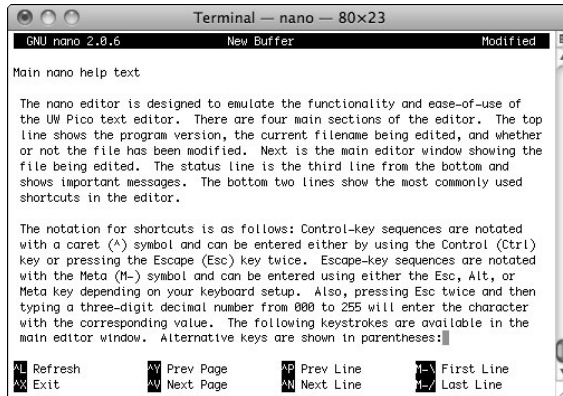 Terminal — nano — 80×23
GNU nano 2.0.6 New Buffer Modified
Main nano help text
The nano editor is designed to emulate the functionality and ease-of-use of
the UW Pico text editor. There are four main sections of the editor. The top
line shows the program version, the current filename being edited, and whether
or not the file has been modified. Next is the main editor window showing the
file being edited. The status line is the third line from the bottom and
shows important messages. The bottom two lines show the most commonly used
shortcuts in the editor.
The notation for shortcuts is as follows: Control-key sequences are notated
with a caret (^) symbol and can be entered either by using the Control (Ctrl)
key or pressing the Escape (Esc) key twice. Escape-key sequences are notated
with the Meta (M-) symbol and can be entered using either the Esc, Alt, or
Meta key depending on your keyboard setup. Also, pressing Esc twice and then
typing a three-digit decimal number from 000 to 255 will enter the character
with the corresponding value. The following keystrokes are available in the
main editor window. Alternative keys are shown in parentheses:
^L Refresh ^Y Prev Page ^P Prev Line M-\ First Line
^X Exit ^V Next Page ^N Next Line M-/ Last Line